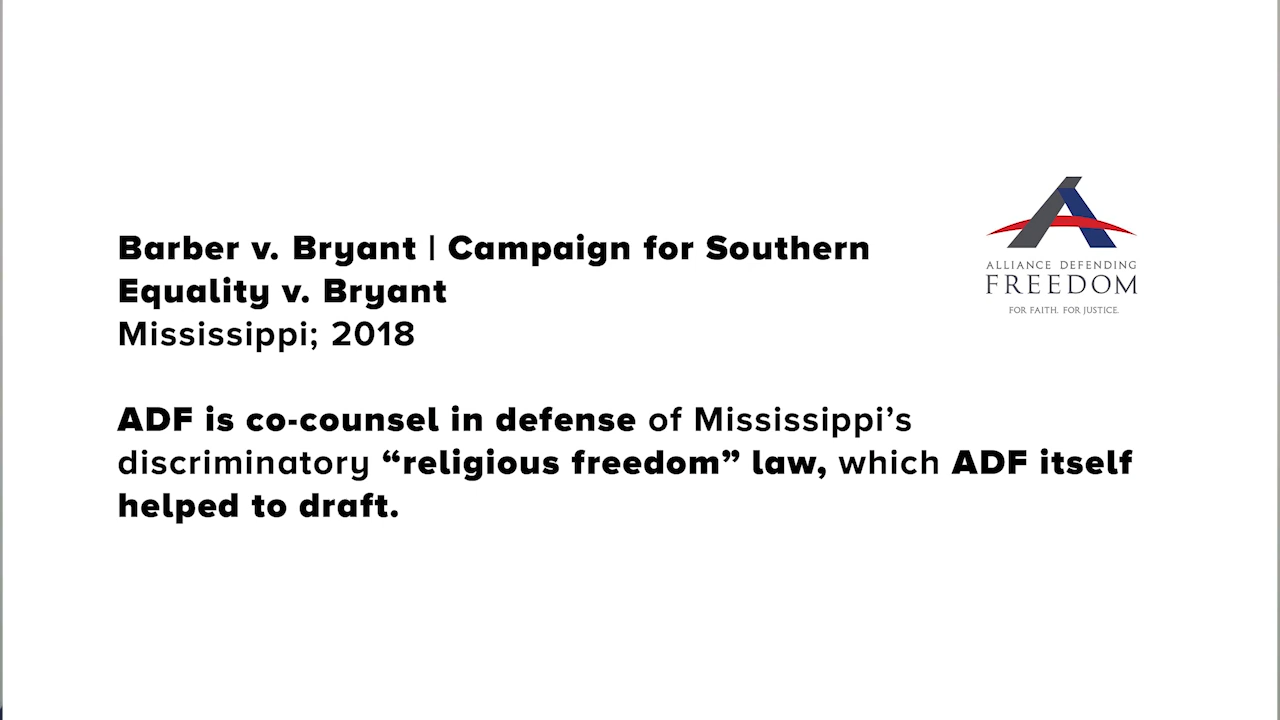 Barber v. Bryant | Campaign for Southern
Equality v. Bryant
Mississippi; 2018
ALLIANCE DEFENDING
FREEDOM
FOR FAITH. FOR JUSTICE.
ADF is co-counsel in defense of Mississippi’s
discriminatory “religious freedom” law, which ADF itself
helped to draft.